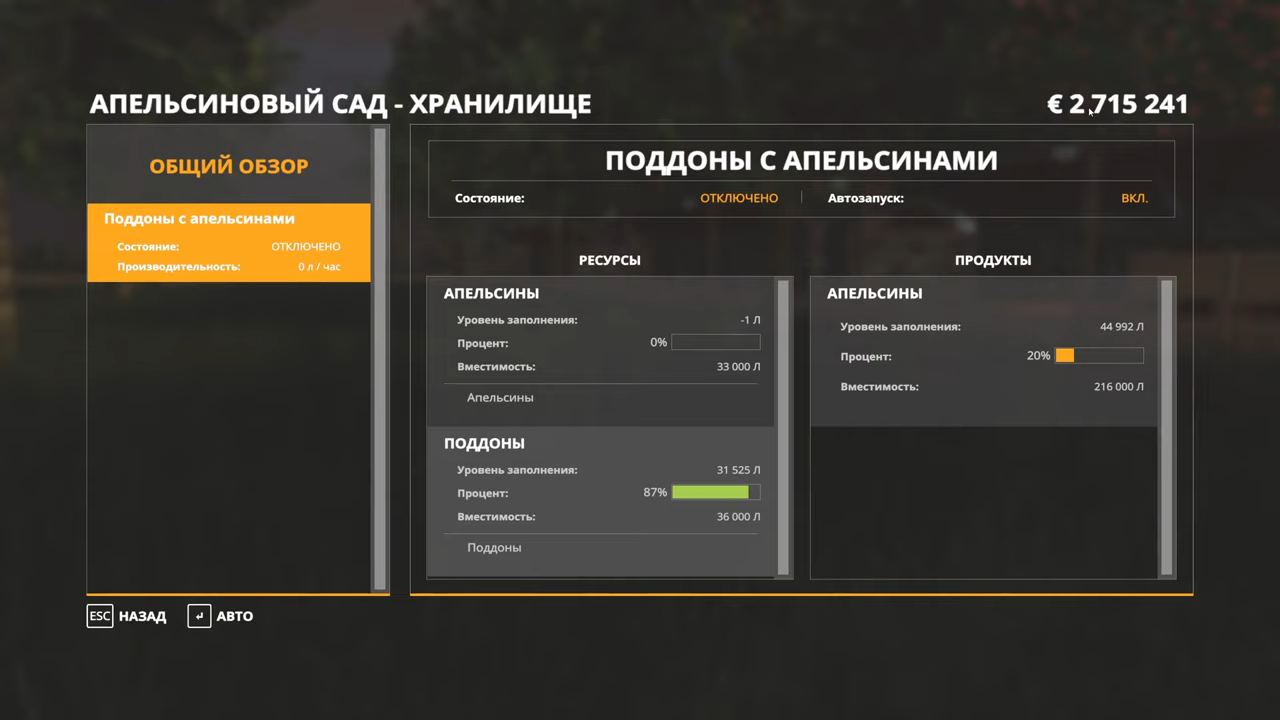 АПЕЛЬСИНОВЫЙ САД - ХРАНИЛИЩЕ
€ 2 715 241
ОБЩИЙ ОБЗОР
Поддоны с апельсинами
Состояние: ОТКЛЮЧЕНО
Производительность: 0 л / час
ПОДДОНЫ С АПЕЛЬСИНАМИ
Состояние: ОТКЛЮЧЕНО
Автозапуск: ВКЛ.
РЕСУРСЫ
АПЕЛЬСИНЫ
Уровень заполнения: -1 Л
Процент: 0%
Вместимость: 33 000 Л
Апельсины
ПОДДОНЫ
Уровень заполнения: 31 525 Л
Процент: 87%
Вместимость: 36 000 Л
Поддоны
ПРОДУКТЫ
АПЕЛЬСИНЫ
Уровень заполнения: 44 992 Л
Процент: 20%
Вместимость: 216 000 Л
ESC НАЗАД ↵ АВТО